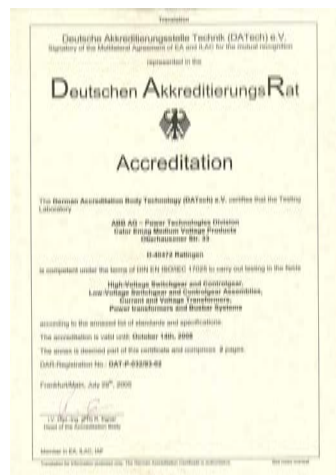 Translation
Deutsche Akkreditierungsstelle Technik (DATech) e.V.
Signatory of the Multilateral Agreement of EA and ILAC for the mutual recognition
represented in the
Deutschen AkkreditierungsRat
Accreditation
The German Accreditation Body Technology (DATech) e.V. certifies that the Testing
Laboratory
ABB AG – Power Technologies Division
Calor Emag Medium Voltage Products
Oberhausener Str. 33
D-40472 Ratingen
is competent under the terms of DIN EN ISO/IEC 17025 to carry out testing in the fields
High-Voltage Switchgear and Controlgear,
Low-Voltage Switchgear and Controlgear Assemblies,
Current and Voltage Transformers,
Power transformers and Busbar Systems
according to the annexed list of standards and specifications.
The accreditation is valid until: October 14th, 2008
The annex is deemed part of this certificate and comprises pages.
DAR-Registration No.: DAT-P-032/93-02
Frankfurt/Main, July 2006
Head of the Accreditation Body
Member in EA, ILAC, IAF